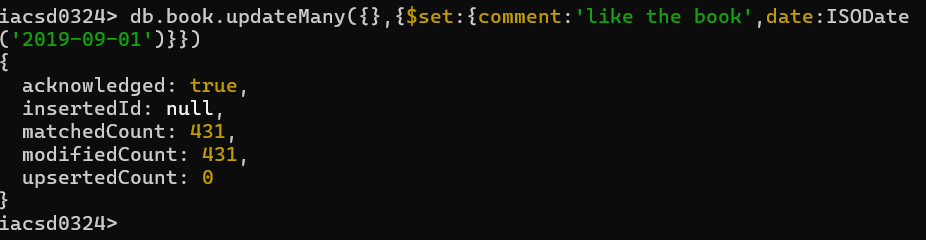 iacsd0324> db.book.updateMany({},{$set:{comment:'like the book',date:ISODate
('2019-09-01')}})
{
  acknowledged: true,
  insertedId: null,
  matchedCount: 431,
  modifiedCount: 431,
  upsertedCount: 0
}
iacsd0324>